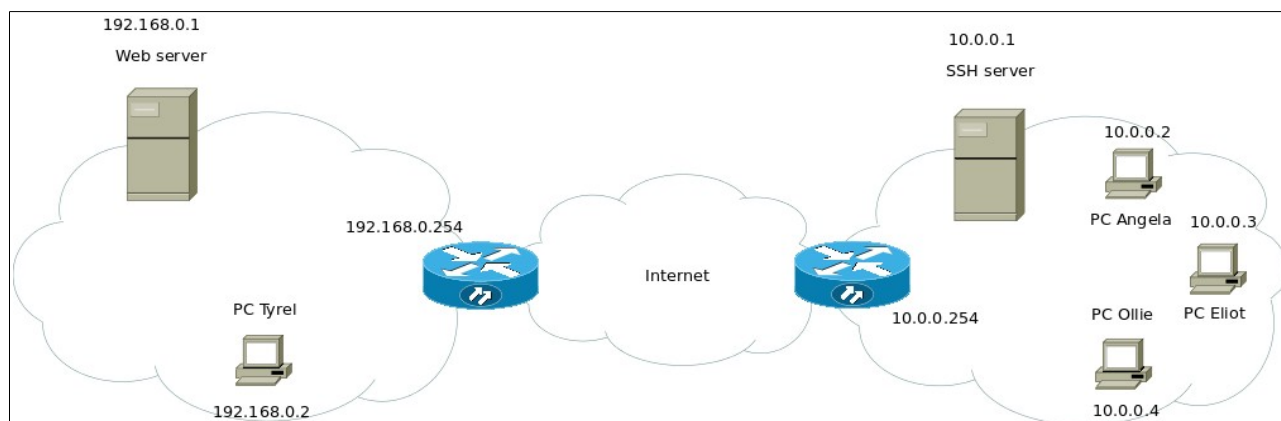 192.168.0.1
Web server
192.168.0.254
PC Tyrel
192.168.0.2
Internet
10.0.0.1
SSH server
10.0.0.2
PC Angela
10.0.0.3
PC Eliot
10.0.0.254
PC Ollie
10.0.0.4